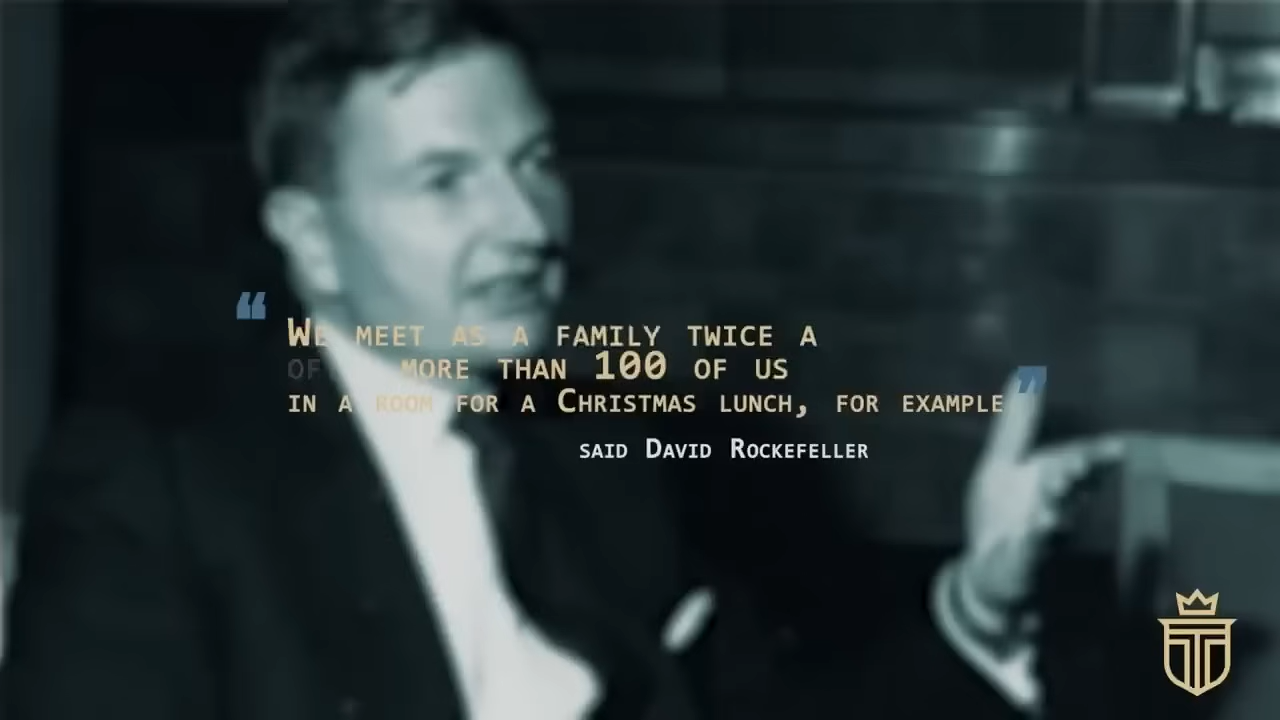 “ We meet as a family twice a
of more than 100 of us
in a room for a Christmas lunch, for example ”
said David Rockefeller